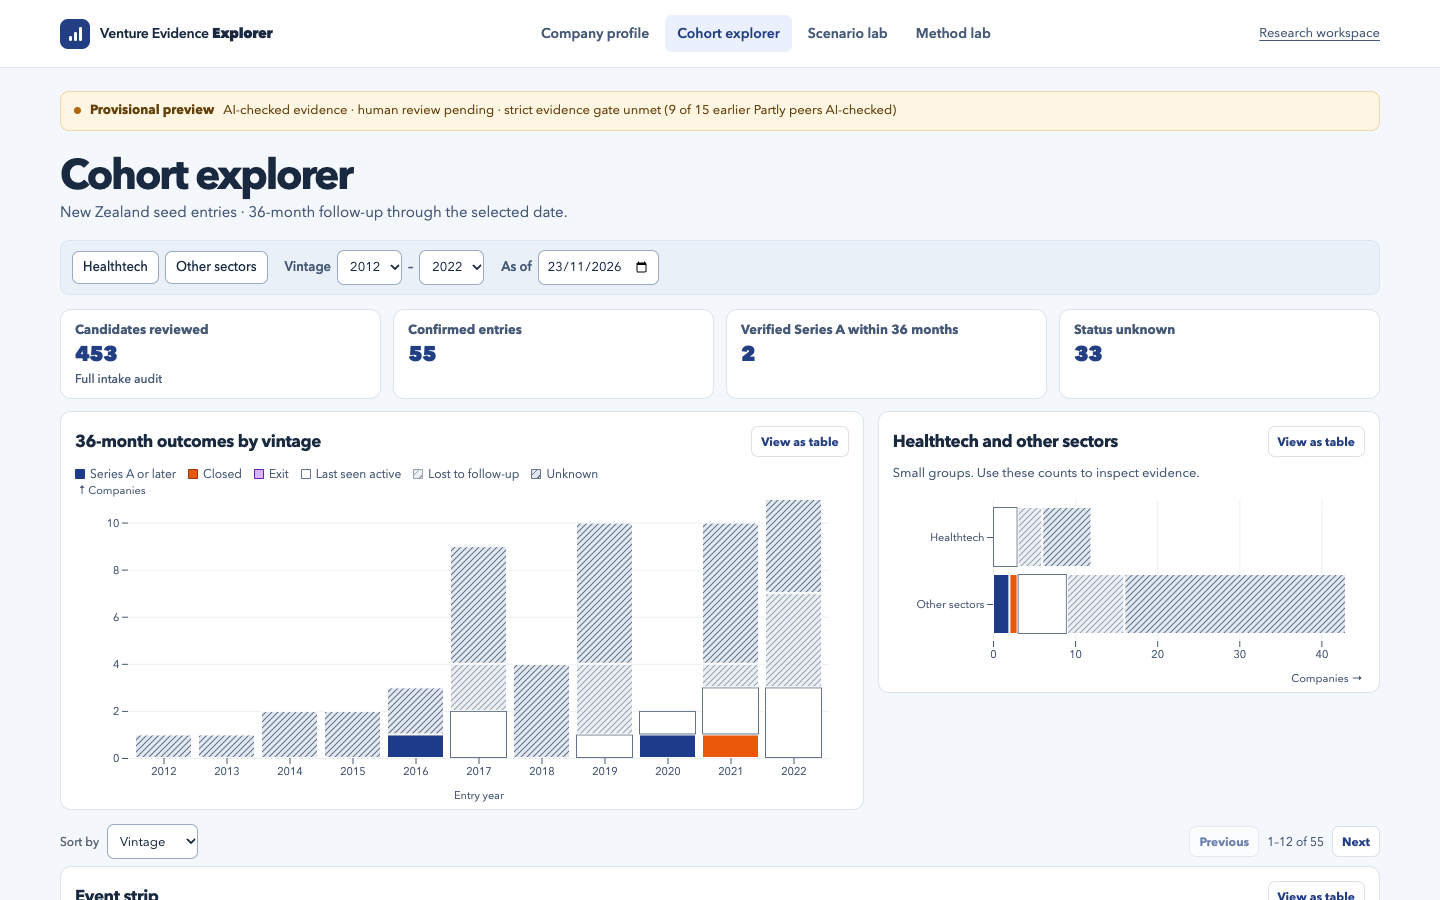 Venture Evidence Explorer
Company profile
Cohort explorer
Scenario lab
Method lab
Research workspace
Provisional preview AI-checked evidence · human review pending · strict evidence gate unmet (9 of 15 earlier Partly peers AI-checked)
Cohort explorer
New Zealand seed entries · 36-month follow-up through the selected date.
Healthtech
Other sectors
Vintage 2012 – 2022
As of 23/11/2026
Candidates reviewed
453
Full intake audit
Confirmed entries
55
Verified Series A within 36 months
2
Status unknown
33
36-month outcomes by vintage
View as table
Series A or later Closed Exit Last seen active Lost to follow-up Unknown
↑ Companies
10
8
6
4
2
0
2012 2013 2014 2015 2016 2017 2018 2019 2020 2021 2022
Entry year
Healthtech and other sectors
View as table
Small groups. Use these counts to inspect evidence.
Healthtech
Other sectors
0 10 20 30 40
Companies →
Sort by Vintage
Previous 1–12 of 55 Next
Event strip
View as table